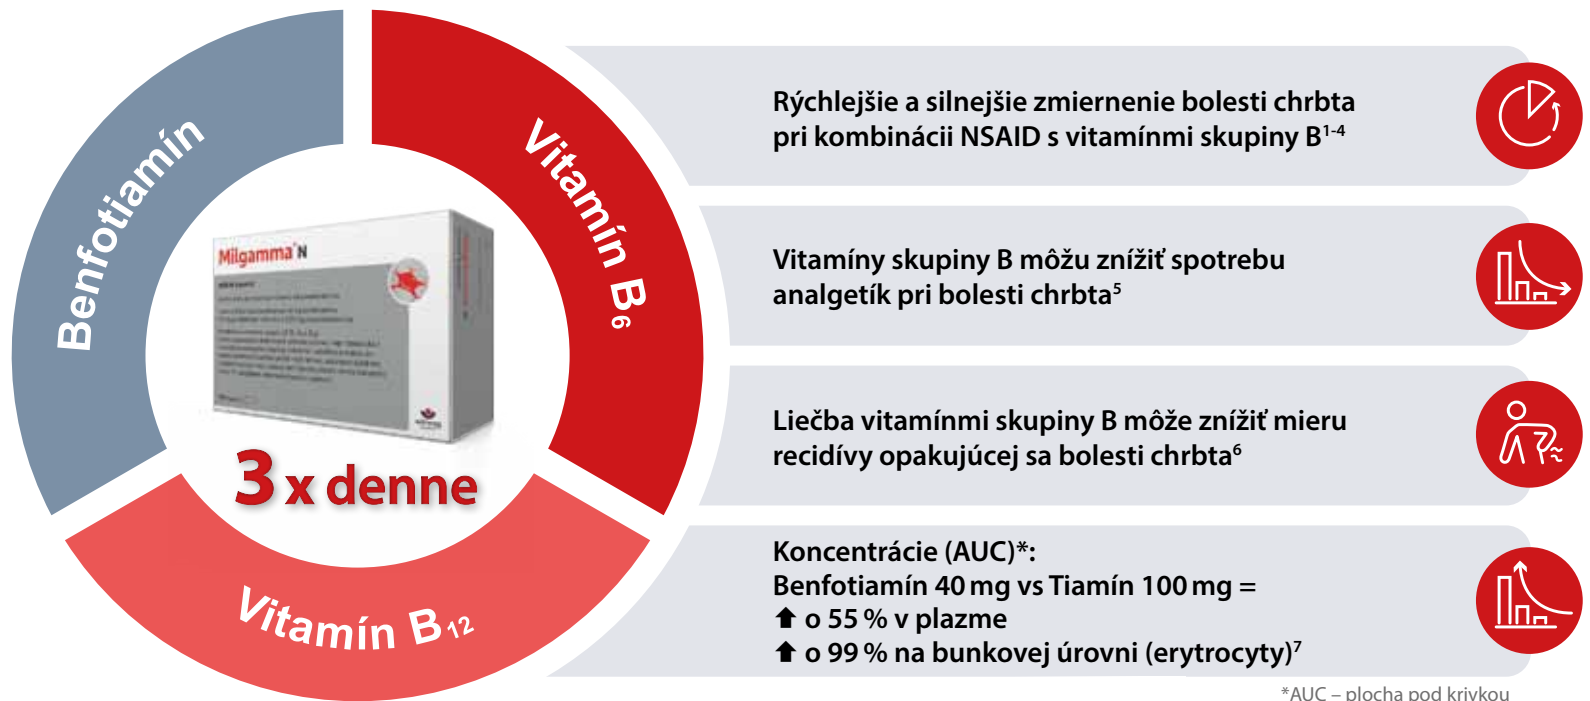 Benfotiamín
Vitamín B6
Vitamín B12
Milgamma® N
3 x denne
Rýchlejšie a silnejšie zmiernenie bolesti chrbta
pri kombinácii NSAID s vitamínmi skupiny B1-4
Vitamíny skupiny B môžu znížiť spotrebu
analgetík pri bolesti chrbta5
Liečba vitamínmi skupiny B môže znížiť mieru
recidívy opakujúcej sa bolesti chrbta6
Koncentrácie (AUC)*:
Benfotiamín 40 mg vs Tiamín 100 mg =
⬆ o 55 % v plazme
⬆ o 99 % na bunkovej úrovni (erytrocyty)7
*AUC – plocha pod krivkou